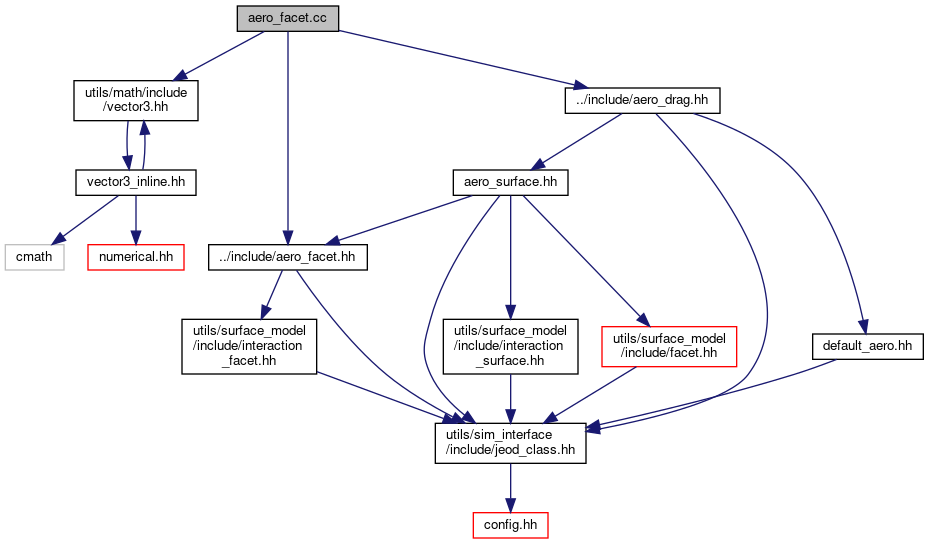 aero_facet.cc
utils/math/include
/vector3.hh
../include/aero_drag.hh
vector3_inline.hh
aero_surface.hh
cmath
numerical.hh
../include/aero_facet.hh
utils/surface_model
/include/interaction
_facet.hh
utils/surface_model
/include/interaction
_surface.hh
utils/surface_model
/include/facet.hh
default_aero.hh
utils/sim_interface
/include/jeod_class.hh
config.hh